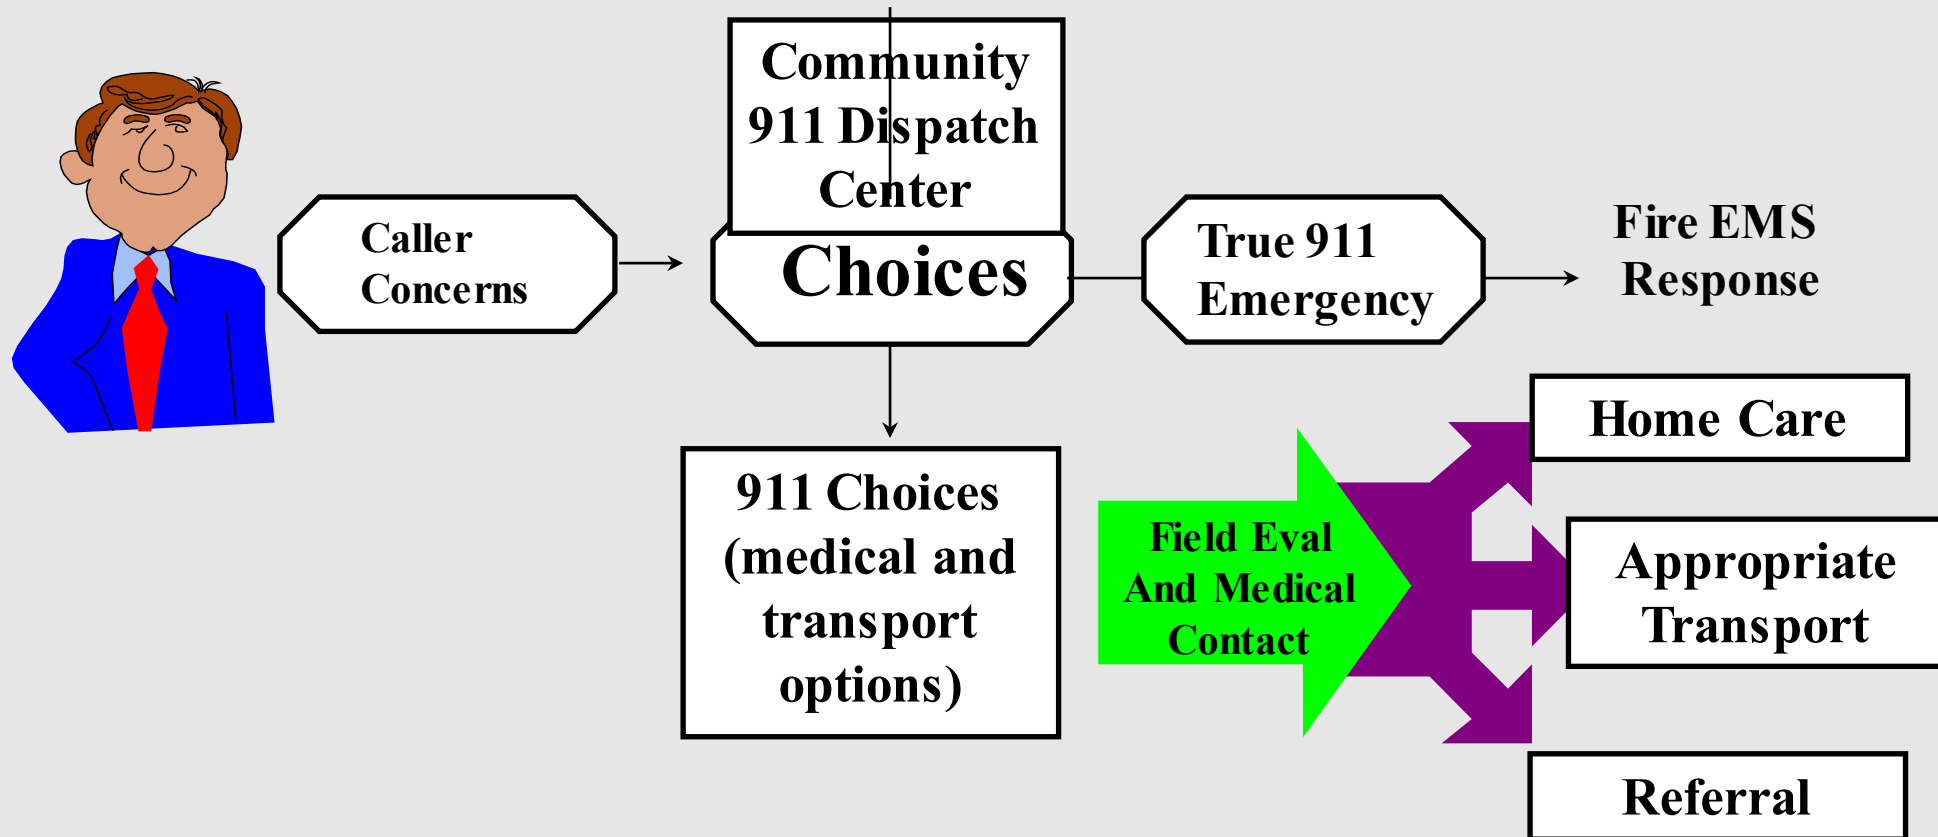 Community
911 Dispatch
Center
Caller
Concerns
Choices
True 911
Emergency
Fire EMS
Response
911 Choices
(medical and
transport
options)
Field Eval
And Medical
Contact
Home Care
Appropriate
Transport
Referral